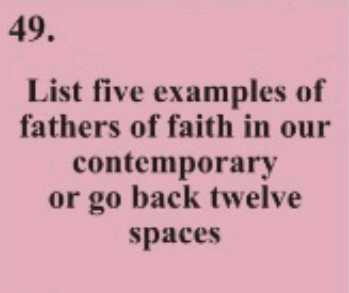 49.
List five examples of
fathers of faith in our
contemporary
or go back twelve
spaces